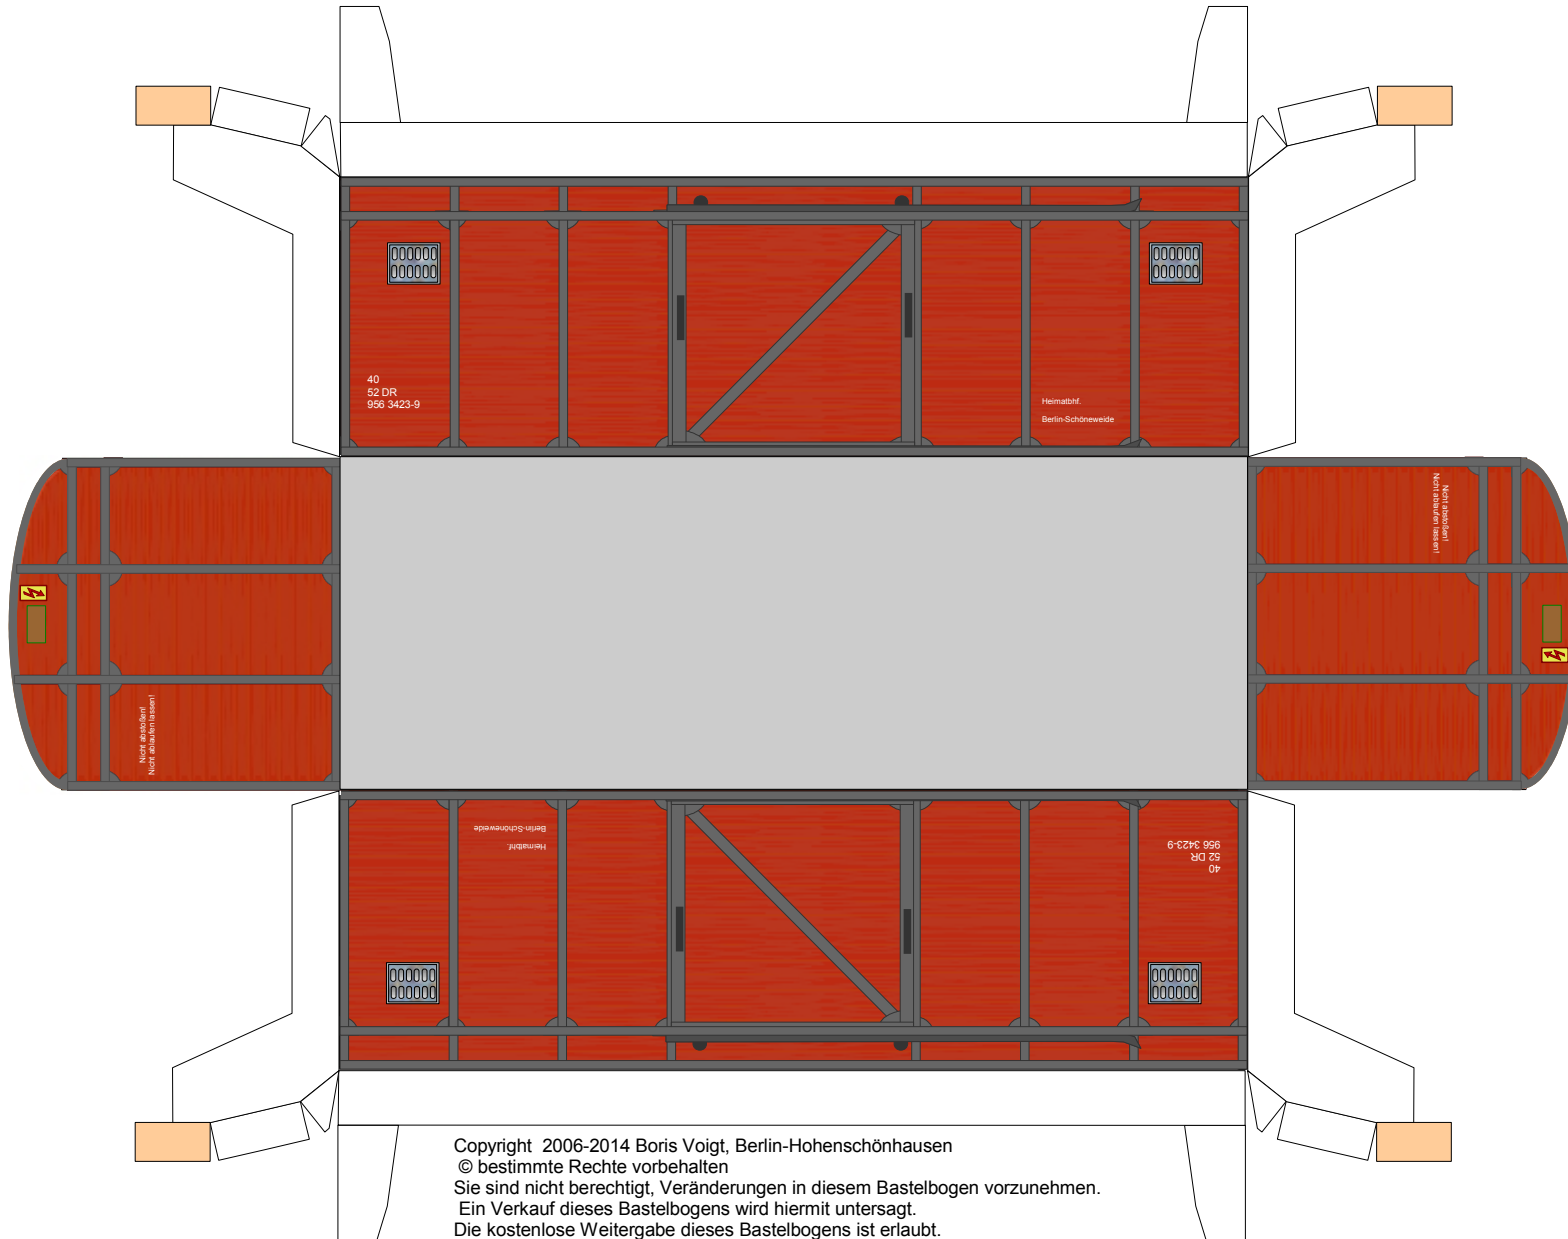 40
52 DR
956 3423-9
Heimatbhf.
Berlin-Schöneweide
Nicht abstoßen!
Nicht ablaufen lassen!
Nicht abstoßen!
Nicht ablaufen lassen!
Heimatbhf.
Berlin-Schöneweide
40
52 DR
956 3423-9
Copyright  2006-2014 Boris Voigt, Berlin-Hohenschönhausen
© bestimmte Rechte vorbehalten
Sie sind nicht berechtigt, Veränderungen in diesem Bastelbogen vorzunehmen.
Ein Verkauf dieses Bastelbogens wird hiermit untersagt.
Die kostenlose Weitergabe dieses Bastelbogens ist erlaubt.